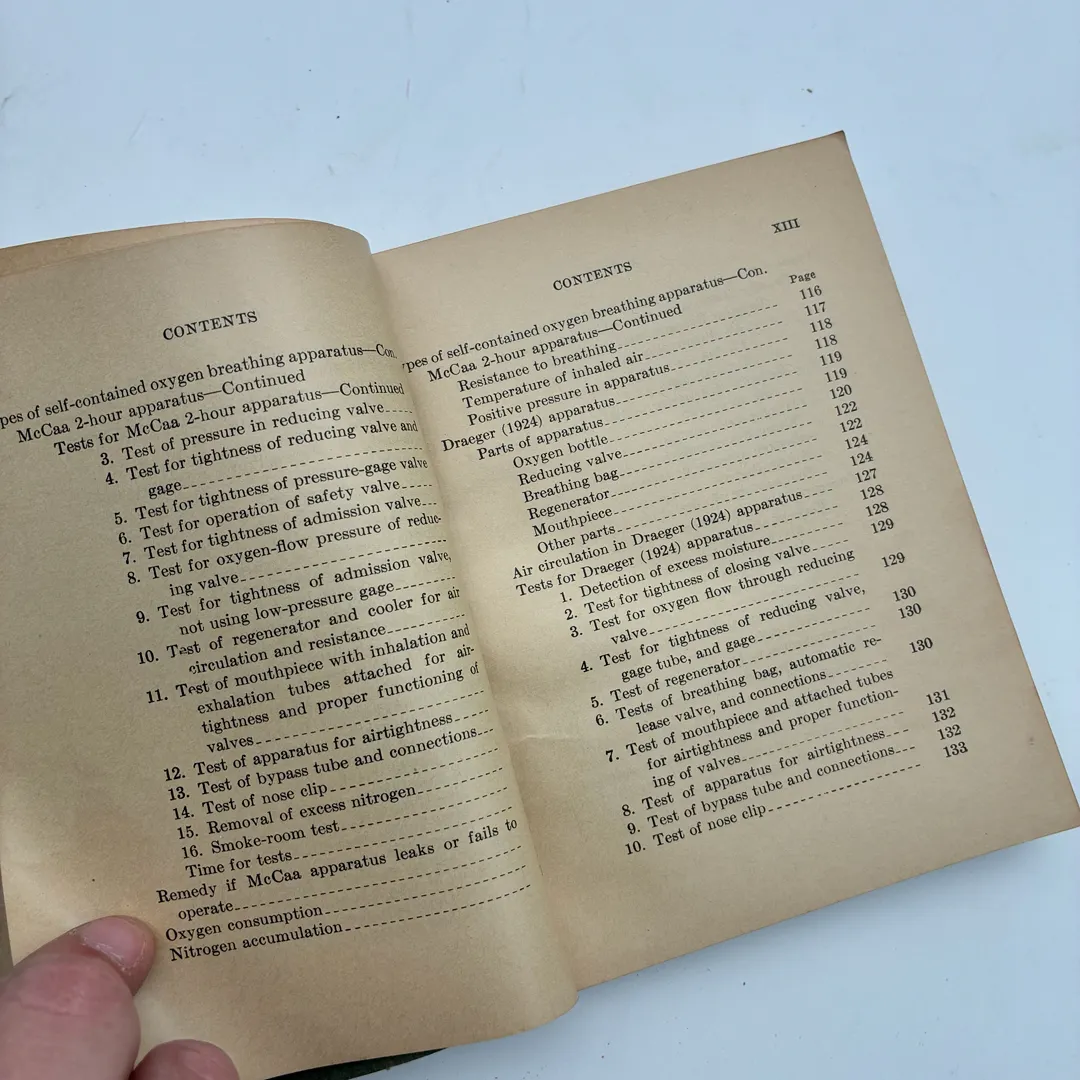 CONTENTS
pes of self-contained oxygen breathing apparatus—Con.
McCaa 2-hour apparatus—Continued
Tests for McCaa 2-hour apparatus—Continued
3. Test of pressure in reducing valve
4. Test for tightness of reducing valve and
gage
5. Test for tightness of pressure-gage valve
6. Test for operation of safety valve
7. Test for tightness of admission valve
8. Test for oxygen-flow pressure of reduc-
ing valve
9. Test for tightness of admission valve,
not using low-pressure gage
10. Test of regenerator and cooler for air
circulation and resistance
11. Test of mouthpiece with inhalation and
exhalation tubes attached for air-
tightness and proper functioning of
valves
12. Test of apparatus for airtightness
13. Test of bypass tube and connections
14. Test of nose clip
15. Removal of excess nitrogen
16. Smoke-room test
Time for tests
Remedy if McCaa apparatus leaks or fails to
operate
Oxygen consumption
Nitrogen accumulation
XIII
CONTENTS
ypes of self-contained oxygen breathing apparatus—Con. Page
McCaa 2-hour apparatus—Continued
Resistance to breathing 116
Temperature of inhaled air 117
Positive pressure in apparatus 118
Draeger (1924) apparatus 118
Parts of apparatus 119
Oxygen bottle 119
Reducing valve 120
Breathing bag 122
Regenerator 122
Mouthpiece 124
Other parts 124
Air circulation in Draeger (1924) apparatus 127
Tests for Draeger (1924) apparatus 128
1. Detection of excess moisture 128
2. Test for tightness of closing valve 129
3. Test for oxygen flow through reducing
valve 129
4. Test for tightness of reducing valve,
gage tube, and gage 130
5. Test of regenerator 130
6. Tests of breathing bag, automatic re-
lease valve, and connections 130
7. Test of mouthpiece and attached tubes
for airtightness and proper function-
ing of valves 131
8. Test of apparatus for airtightness 132
9. Test of bypass tube and connections 132
10. Test of nose clip 133